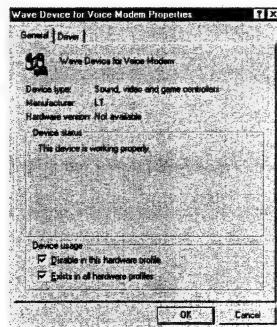 Wave Device for Voice Modem Properties
General Driver
Wave Device for Voice Modem
Device type: Sound, video and game controllers
Manufacturer: LT
Hardware version: Not available
Device status
This device is working properly.
Device usage
Disable in this hardware profile
Exists in all hardware profiles
OK Cancel